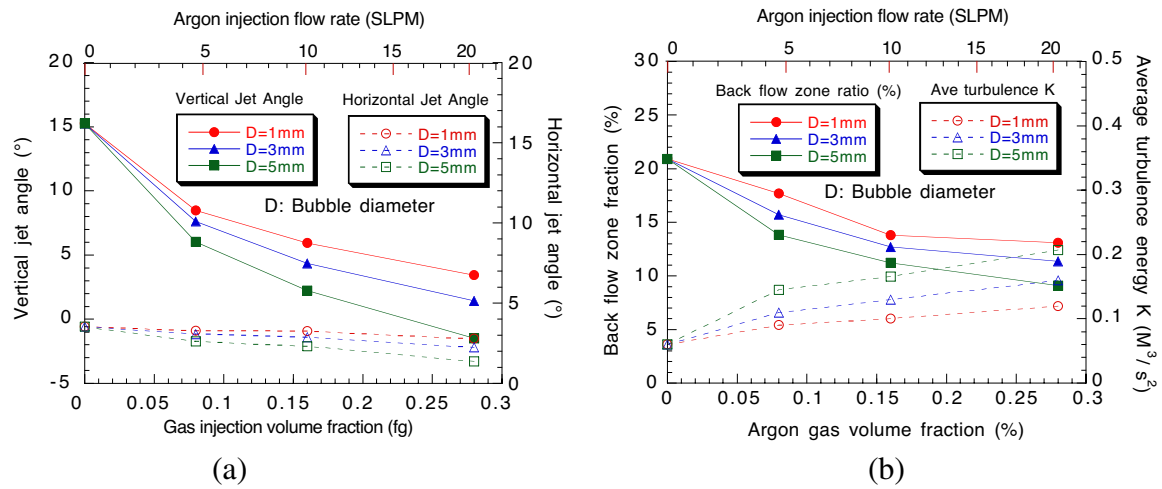 Argon injection flow rate (SLPM)
0 5 10 15 20
20
15
10
5
0
-5
Vertical jet angle (°)
20
15
10
5
0
Horizontal jet angle (°)
Vertical Jet Angle
D=1mm
D=3mm
D=5mm
Horizontal Jet Angle
D=1mm
D=3mm
D=5mm
D: Bubble diameter
0 0.05 0.1 0.15 0.2 0.25 0.3
Gas injection volume fraction (fg)
(a)
Argon injection flow rate (SLPM)
0 5 10 15 20
30
25
20
15
10
5
0
Back flow zone fraction (%)
0.5
0.4
0.3
0.2
0.1
0
Average turbulence energy K (M³/s²)
Back flow zone ratio (%)
D=1mm
D=3mm
D=5mm
Ave turbulence K
D=1mm
D=3mm
D=5mm
D: Bubble diameter
0 0.05 0.1 0.15 0.2 0.25 0.3
Argon gas volume fraction (%)
(b)